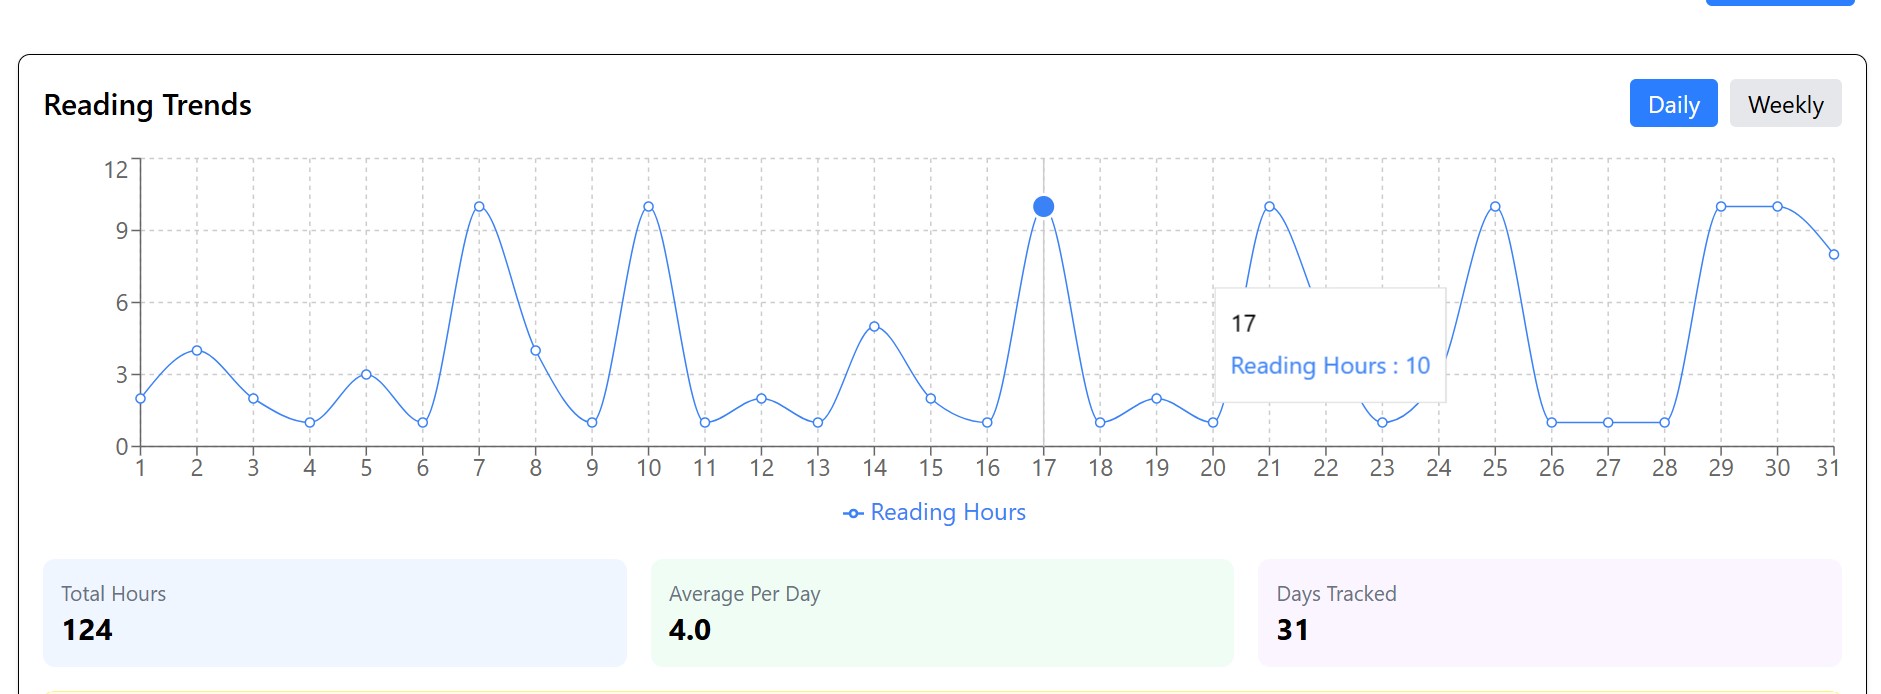 Reading Trends
Daily Weekly
12
9
6
3
0
17
Reading Hours : 10
1 2 3 4 5 6 7 8 9 10 11 12 13 14 15 16 17 18 19 20 21 22 23 24 25 26 27 28 29 30 31
Reading Hours
Total Hours
124
Average Per Day
4.0
Days Tracked
31